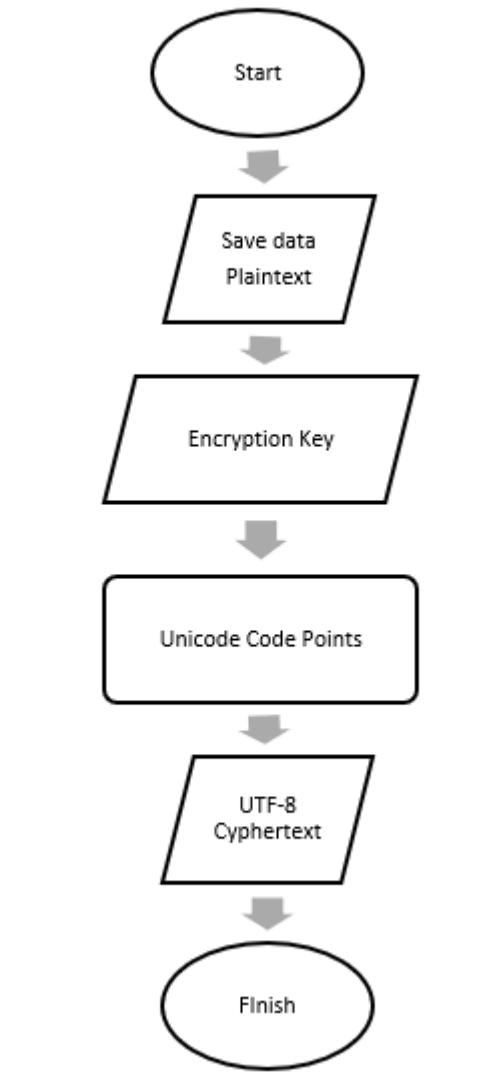 Start
Save data
Plaintext
Encryption Key
Unicode Code Points
UTF-8
Cyphertext
FInish